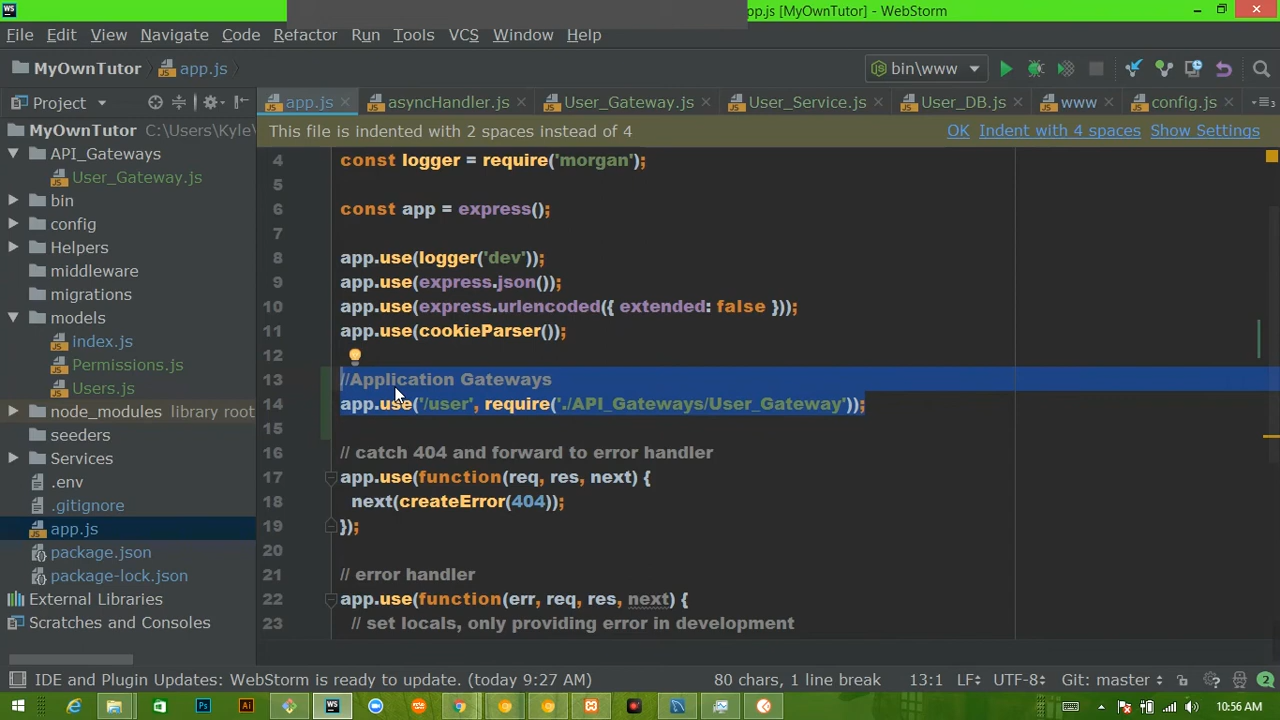 WS
app.js [MyOwnTutor] - WebStorm
File Edit View Navigate Code Refactor Run Tools VCS Window Help
MyOwnTutor app.js bin\www
Project app.js asyncHandler.js User_Gateway.js User_Service.js User_DB.js www config.js
MyOwnTutor C:\Users\Kyle\
This file is indented with 2 spaces instead of 4 OK Indent with 4 spaces Show Settings
API_Gateways
User_Gateway.js
bin
config
Helpers
middleware
migrations
models
index.js
Permissions.js
Users.js
node_modules library root
seeders
Services
.env
.gitignore
app.js
package.json
package-lock.json
External Libraries
Scratches and Consoles
4 const logger = require('morgan');
5
6 const app = express();
7
8 app.use(logger('dev'));
9 app.use(express.json());
10 app.use(express.urlencoded({ extended: false }));
11 app.use(cookieParser());
12
13 //Application Gateways
14 app.use('/user', require('./API_Gateways/User_Gateway'));
15
16 // catch 404 and forward to error handler
17 app.use(function(req, res, next) {
18 next(createError(404));
19 });
20
21 // error handler
22 app.use(function(err, req, res, next) {
23 // set locals, only providing error in development
IDE and Plugin Updates: WebStorm is ready to update. (today 9:27 AM) 80 chars, 1 line break 13:1 LF UTF-8 Git: master 2
Ps Ai WS 10:56 AM